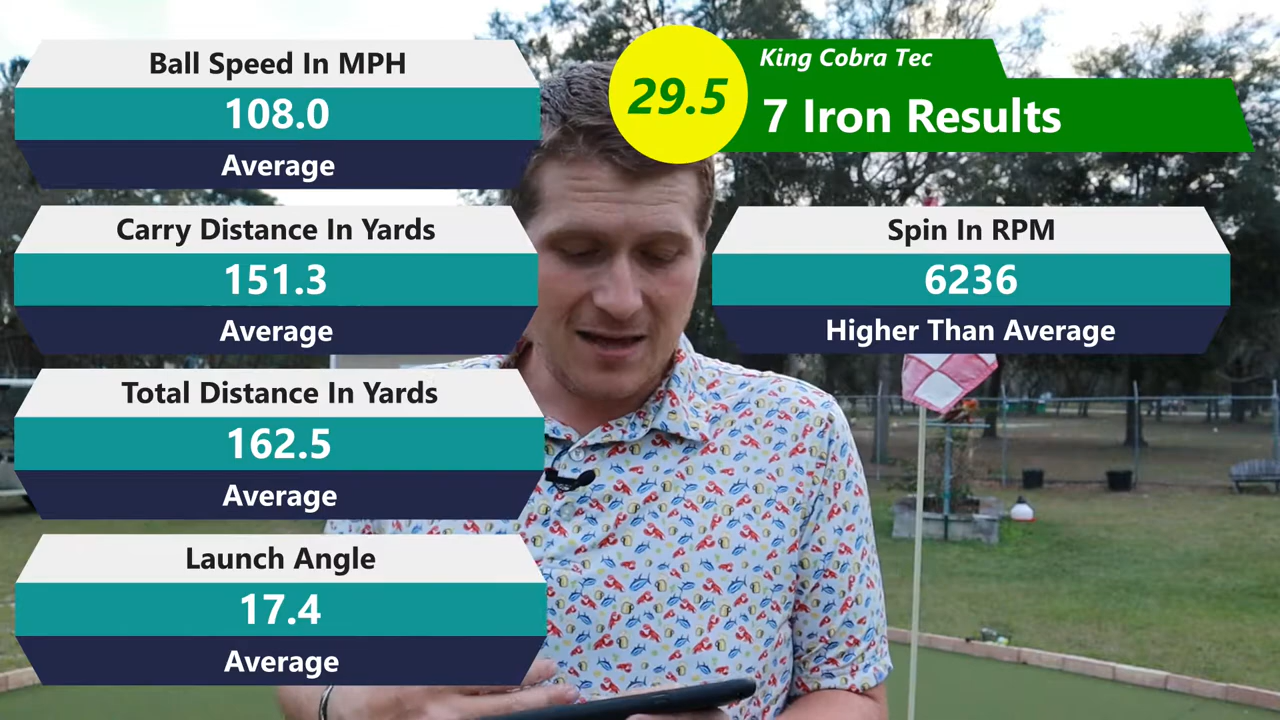 Ball Speed In MPH
108.0
Average
Carry Distance In Yards
151.3
Average
Total Distance In Yards
162.5
Average
Launch Angle
17.4
Average
29.5
King Cobra Tec
7 Iron Results
Spin In RPM
6236
Higher Than Average